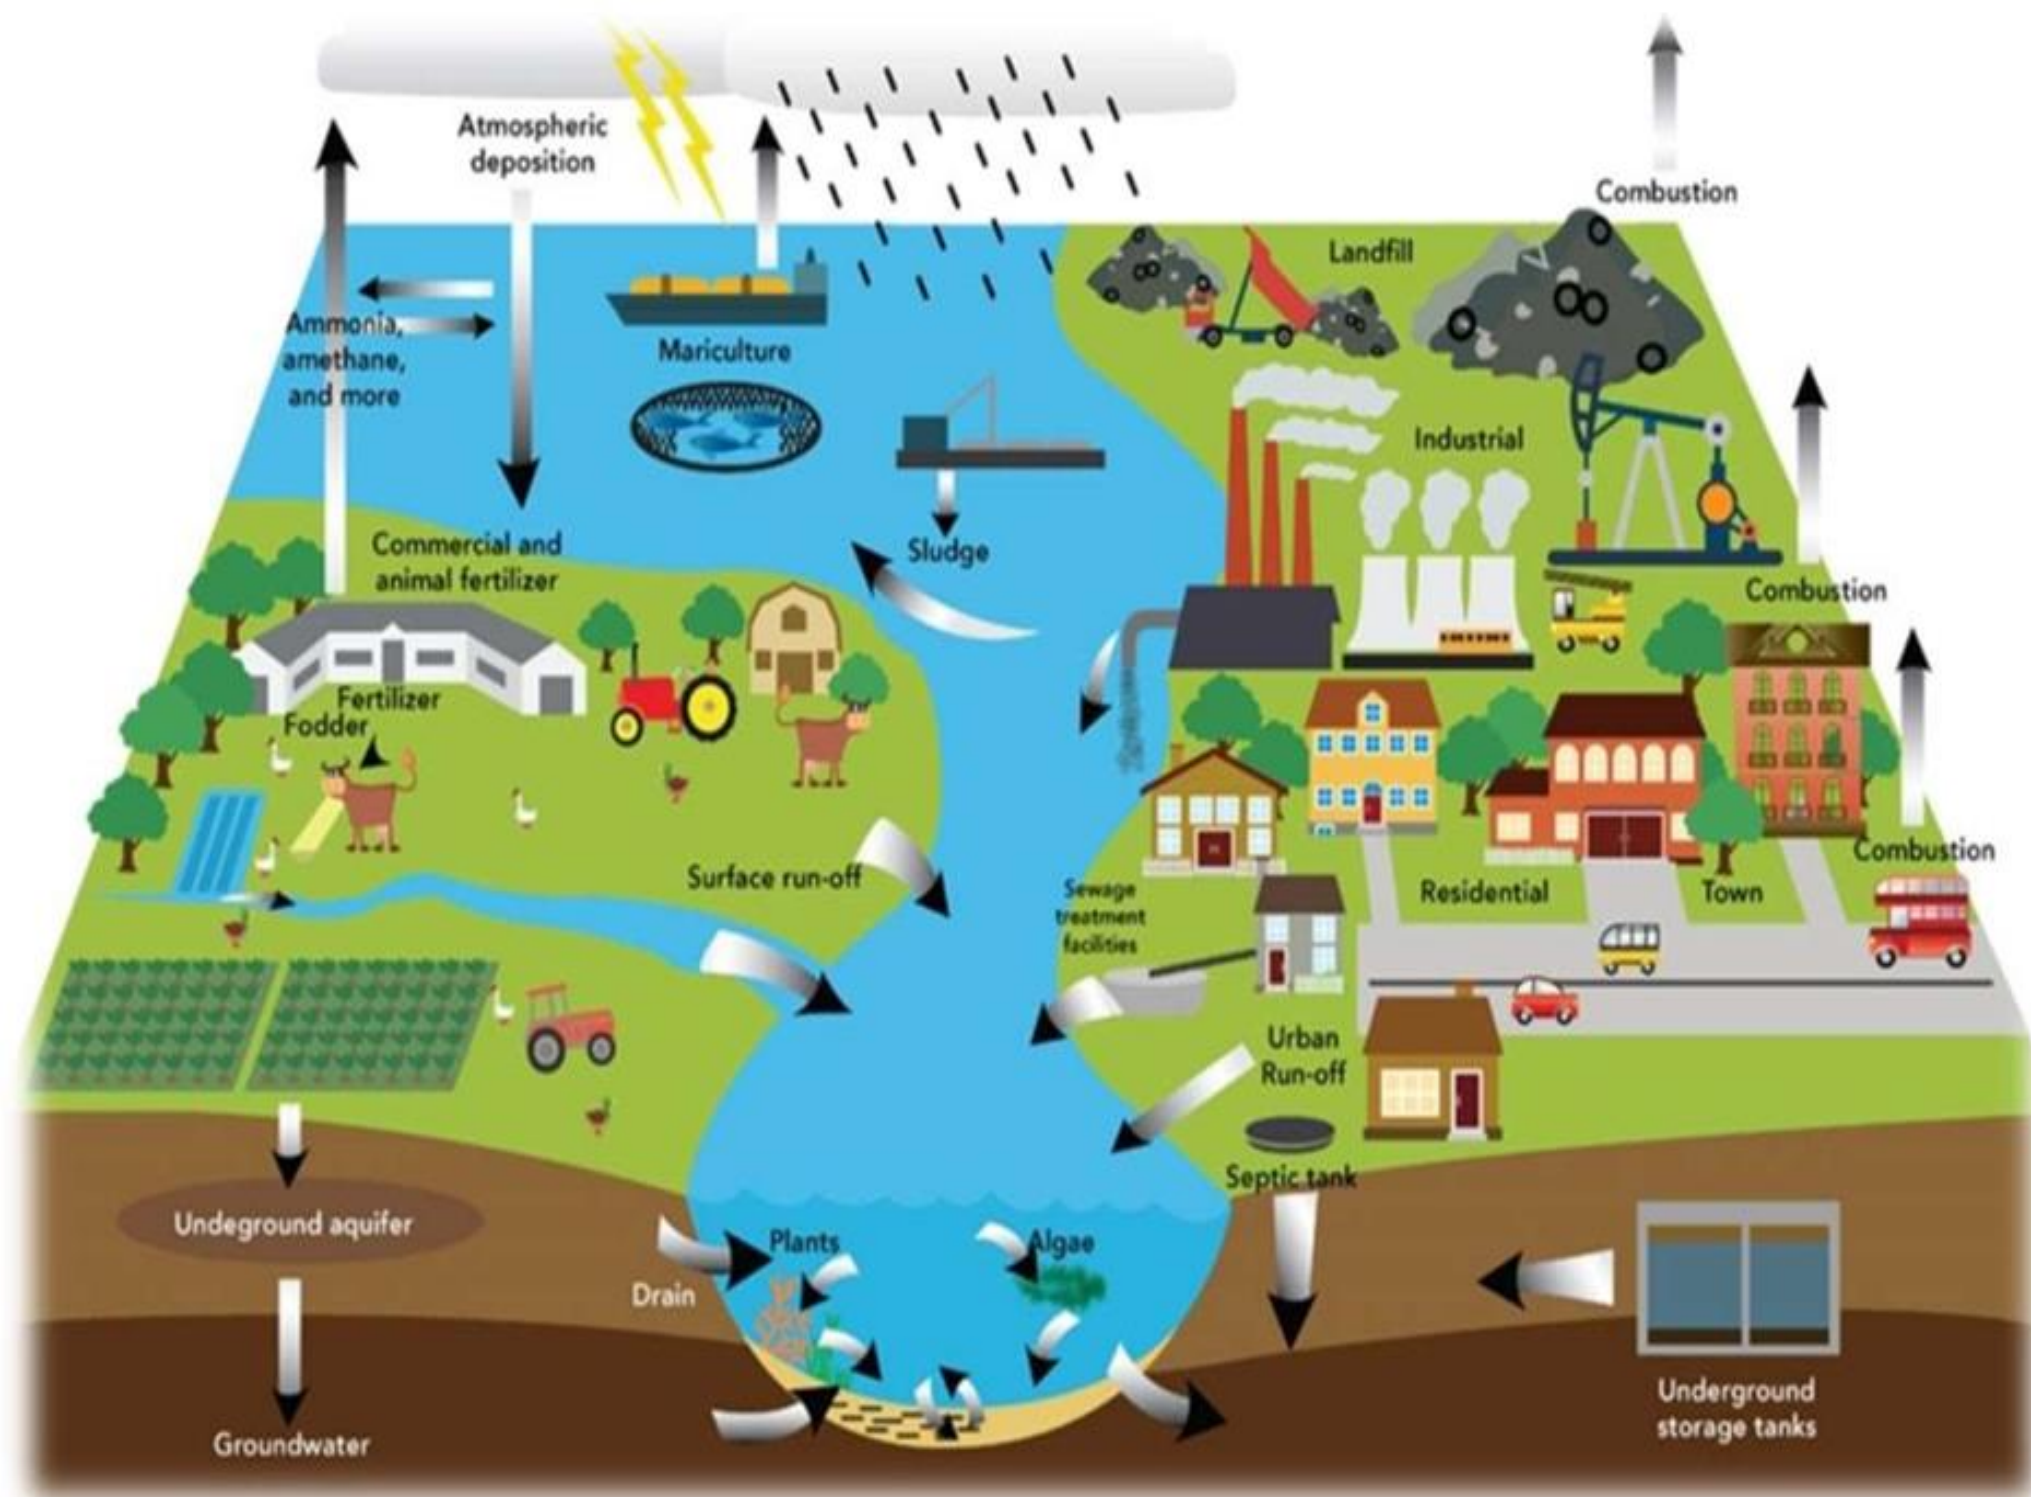 Atmospheric
deposition
Combustion
Landfill
Ammonia,
amethane,
and more
Mariculture
Industrial
Commercial and
animal fertilizer
Sludge
Combustion
Fertilizer
Fodder
Surface run-off
Sewage
treatment
facilities
Residential
Town
Combustion
Urban
Run-off
Septic tank
Undeground aquifer
Plants
Algae
Drain
Underground
storage tanks
Groundwater